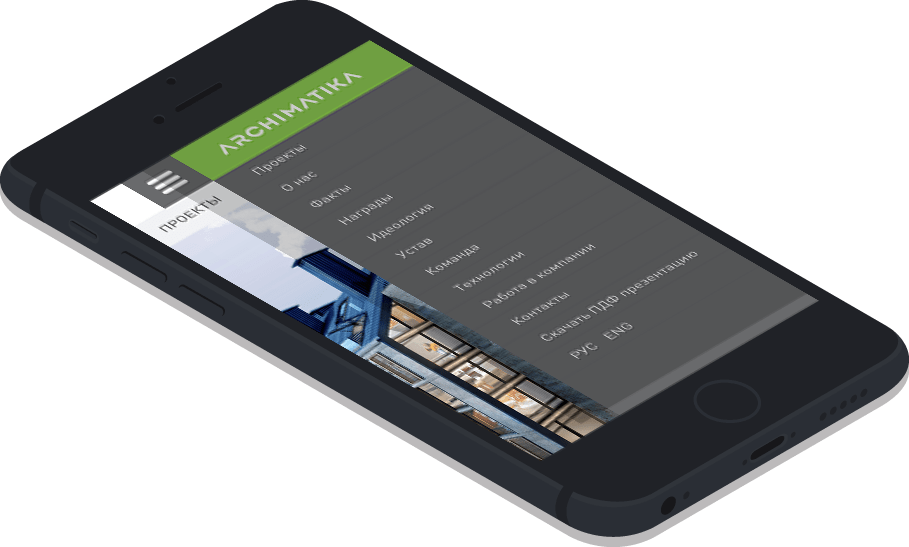 ARCHIMATIKA
Проекты
О нас
Факты
Награды
Идеология
Устав
Команда
Технологии
Работа в компании
Контакты
Скачать ПДФ презентацию
РУС ENG
ПРОЕКТЫ